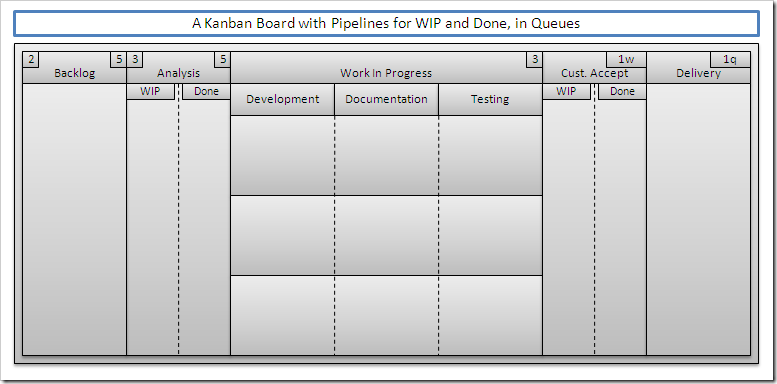 A Kanban Board with Pipelines for WIP and Done, in Queues
2 5 3 5 3 1w 1q
Backlog Analysis Work In Progress Cust. Accept Delivery
WIP Done Development Documentation Testing WIP Done